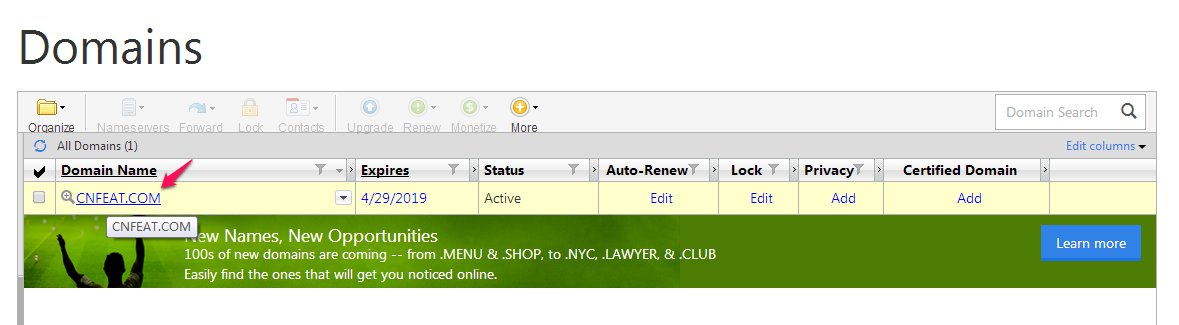 Domains
Organize Nameservers Forward Lock Contacts Upgrade Renew Monetize More
Domain Search
All Domains (1)
Edit columns
Domain Name Expires Status Auto-Renew Lock Privacy Certified Domain
CNFEAT.COM 4/29/2019 Active Edit Edit Add Add
CNFEAT.COM
New Names, New Opportunities
100s of new domains are coming -- from .MENU & .SHOP, to .NYC, .LAWYER, & .CLUB
Easily find the ones that will get you noticed online.
Learn more